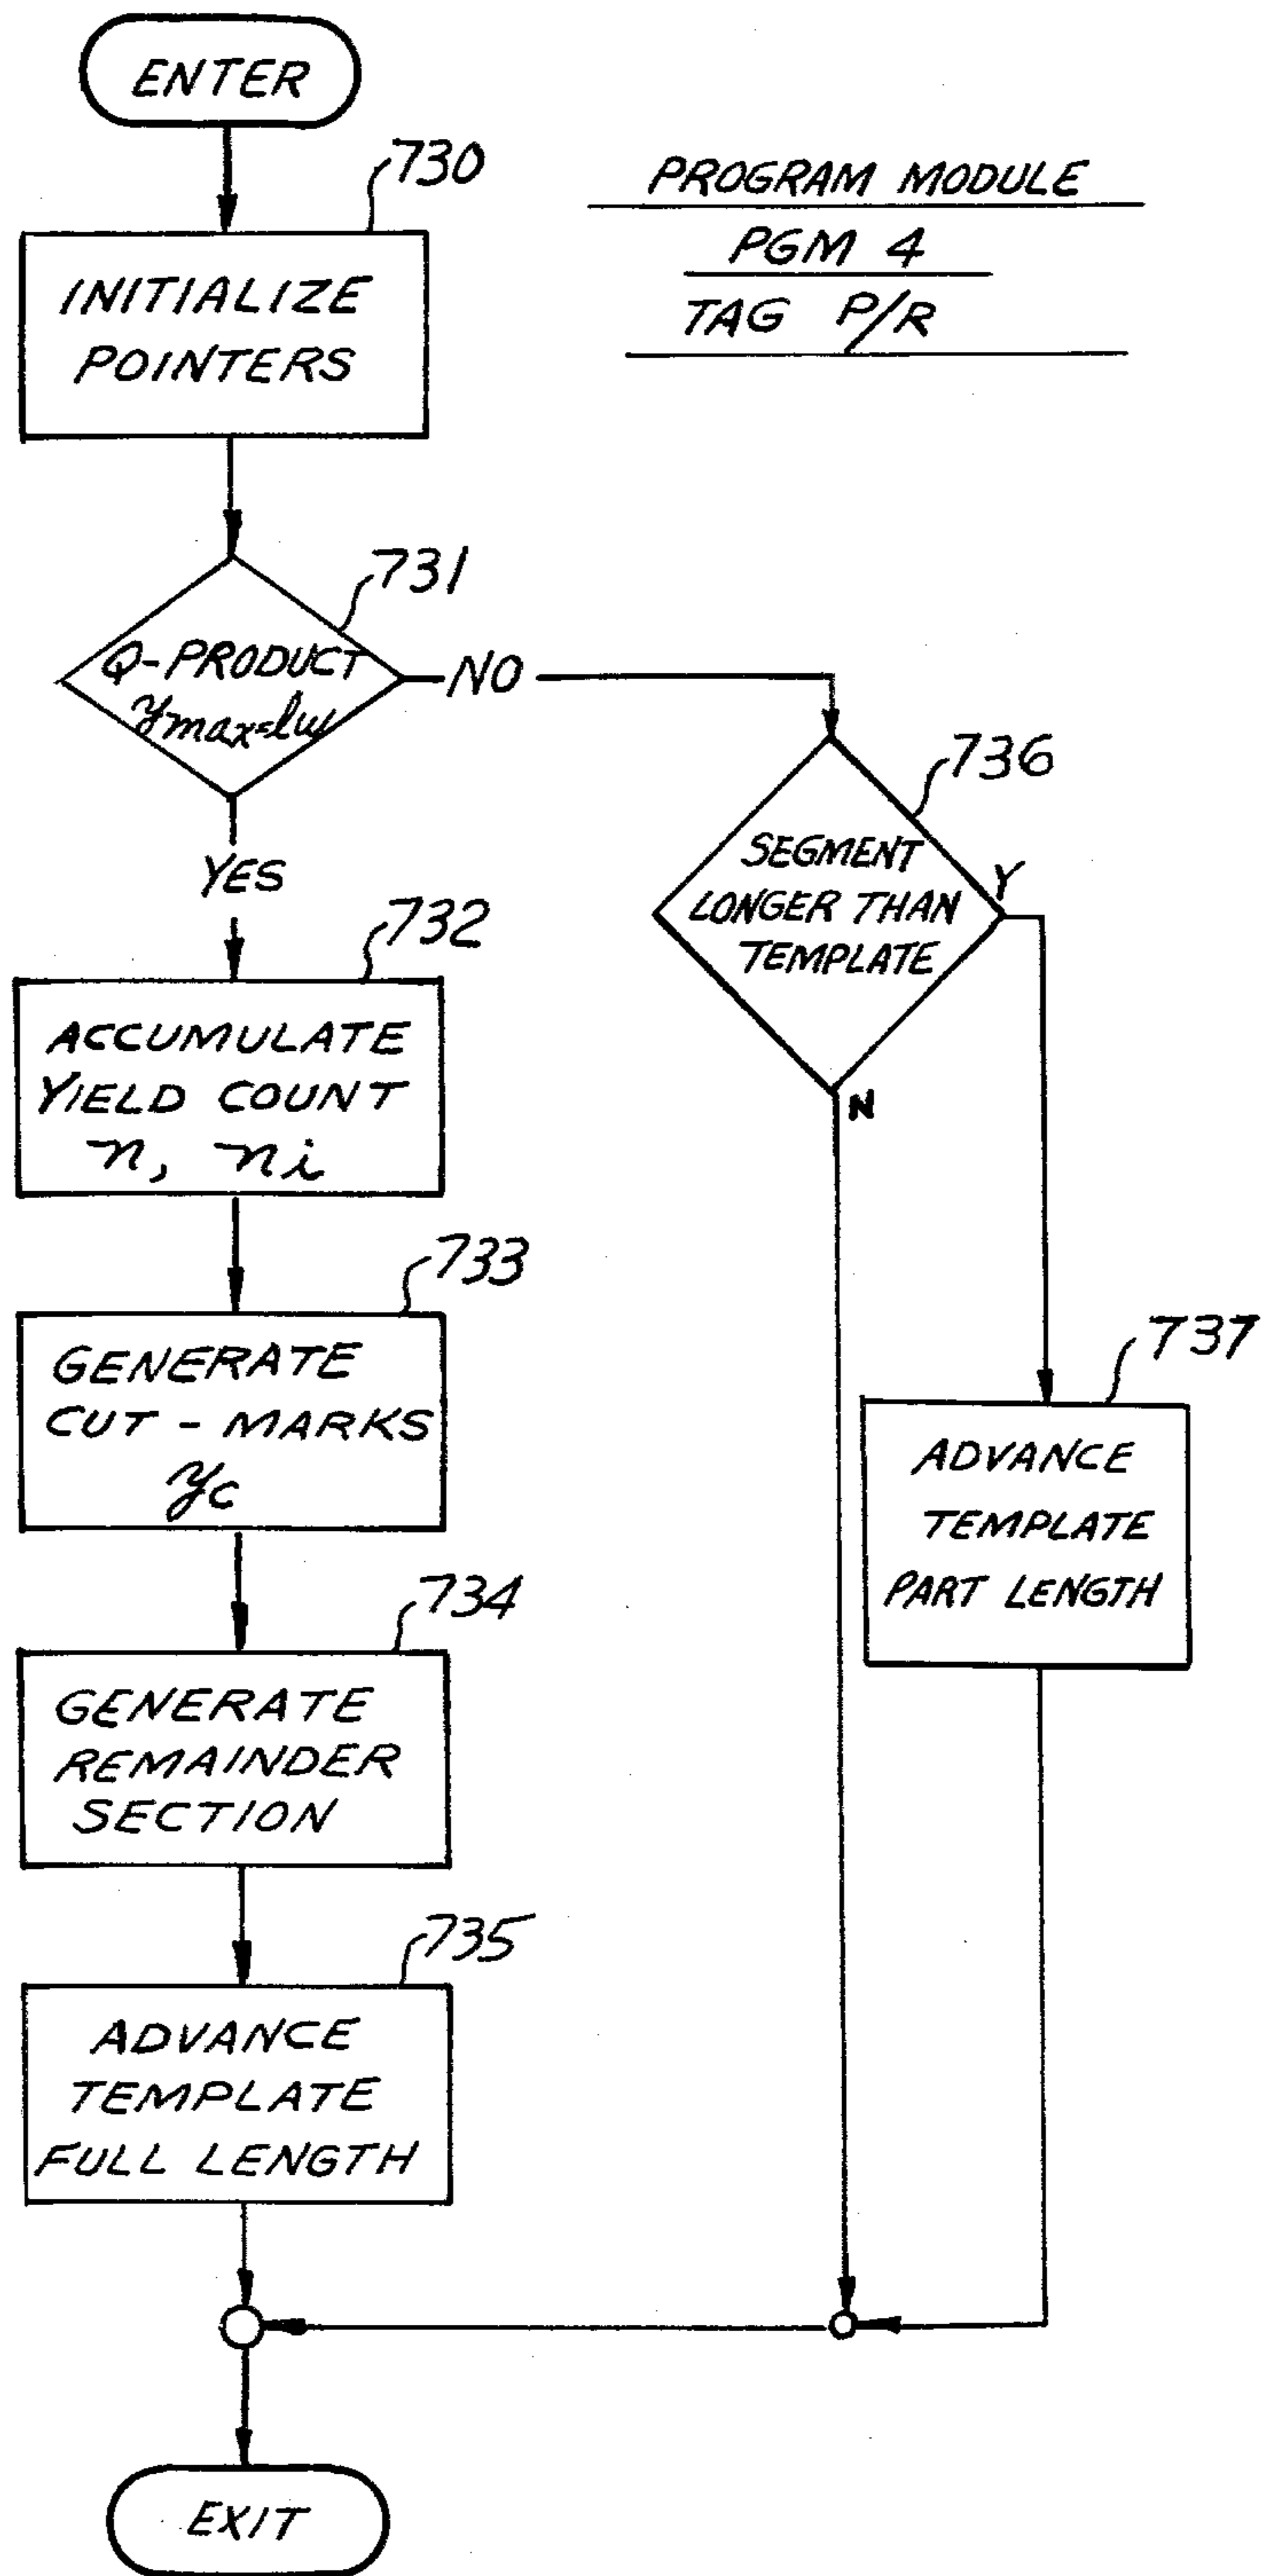 ENTER
730
PROGRAM MODULE
PGM 4
TAG P/R
INITIALIZE
POINTERS
731
Q-PRODUCT
ymax=lw
NO
YES
736
SEGMENT
LONGER THAN
TEMPLATE
Y
N
732
ACCUMULATE
YIELD COUNT
n, ni
733
GENERATE
CUT - MARKS
yc
737
ADVANCE
TEMPLATE
PART LENGTH
734
GENERATE
REMAINDER
SECTION
735
ADVANCE
TEMPLATE
FULL LENGTH
EXIT